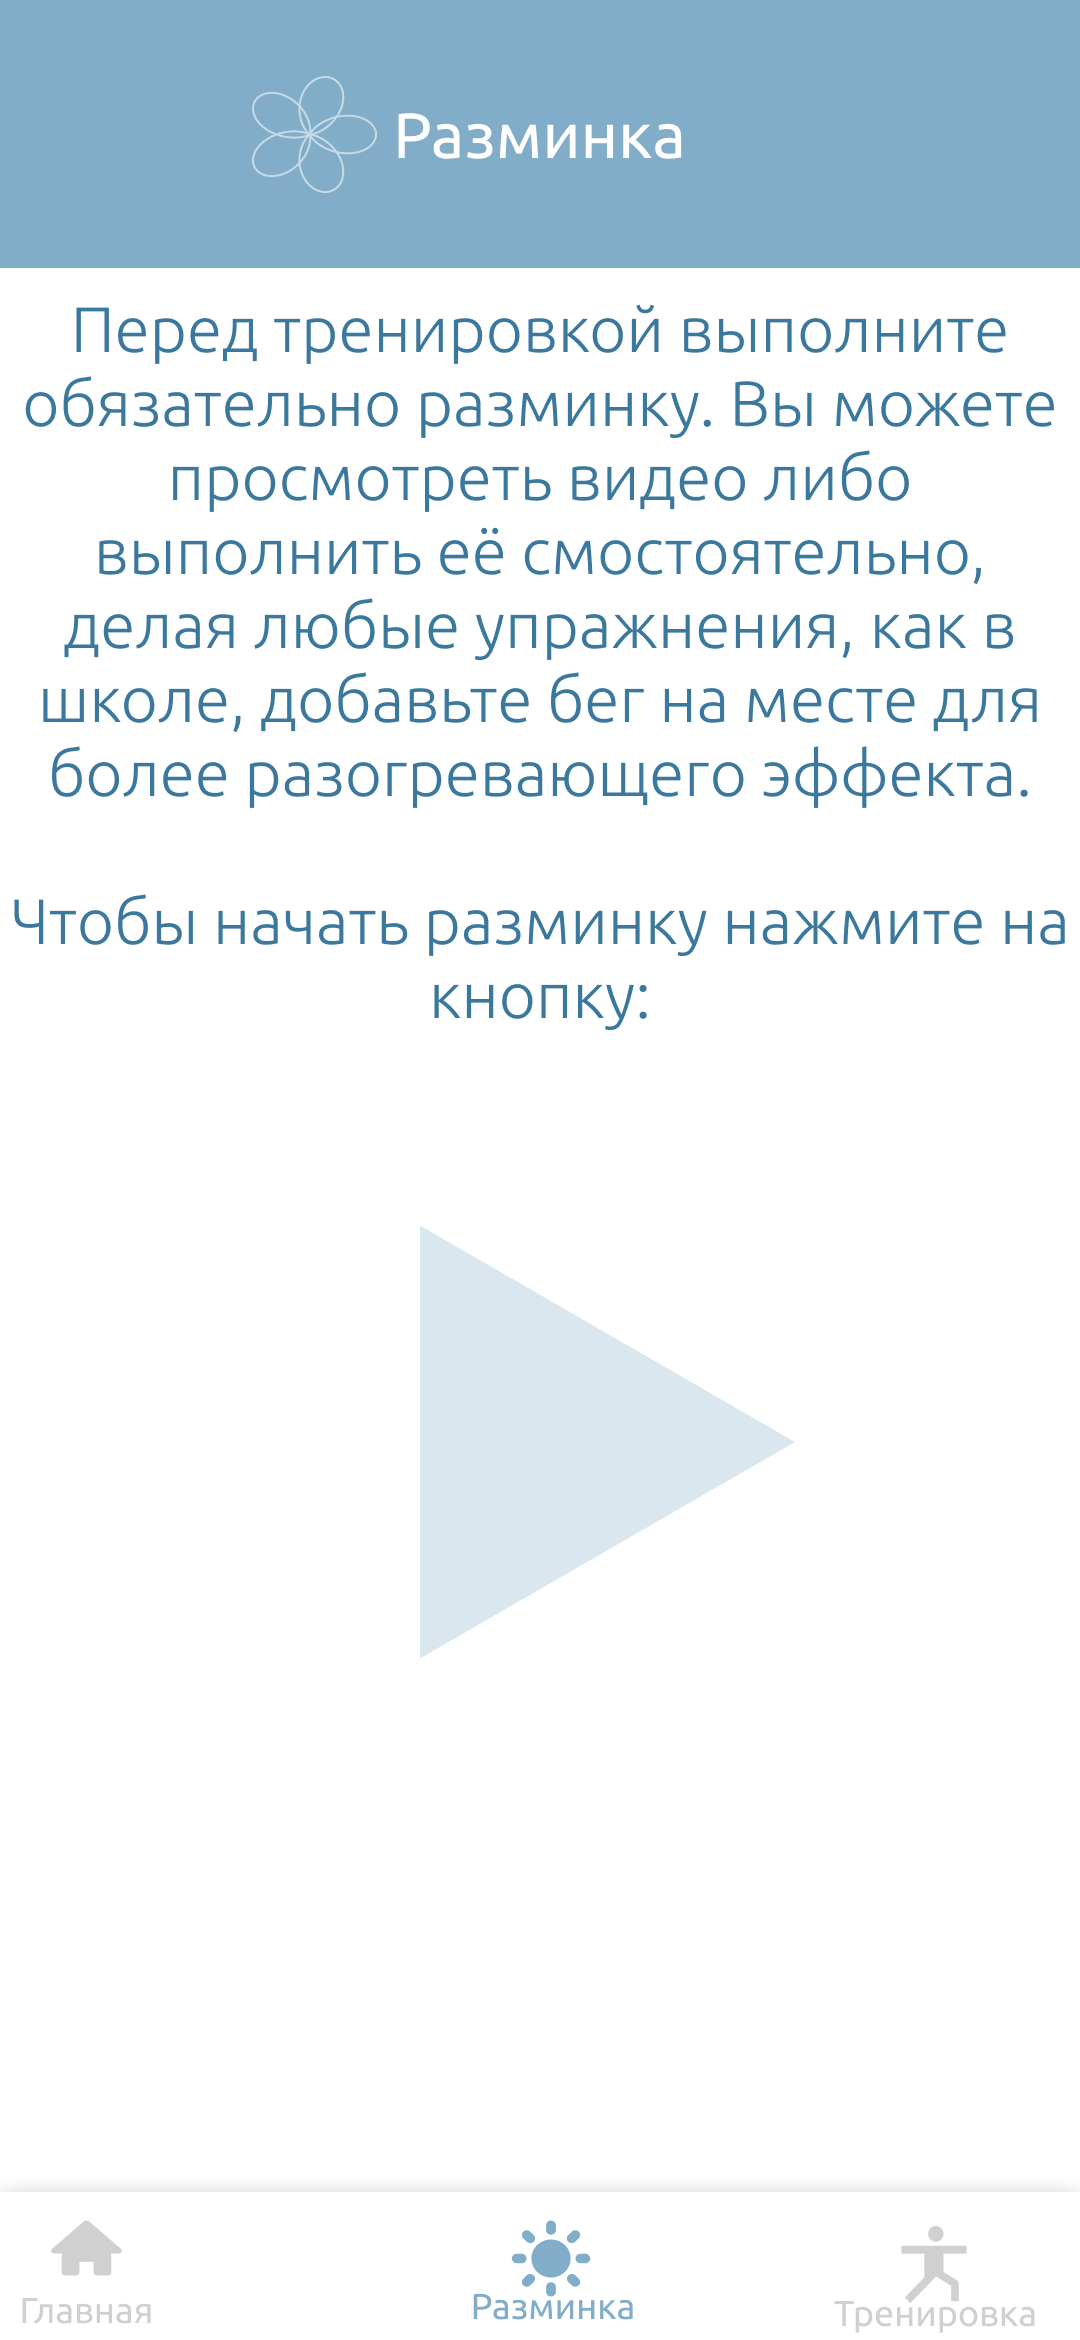 Разминка
Перед тренировкой выполните
обязательно разминку. Вы можете
просмотреть видео либо
выполнить её смостоятельно,
делая любые упражнения, как в
школе, добавьте бег на месте для
более разогревающего эффекта.
Чтобы начать разминку нажмите на
кнопку:
Главная
Разминка
Тренировка